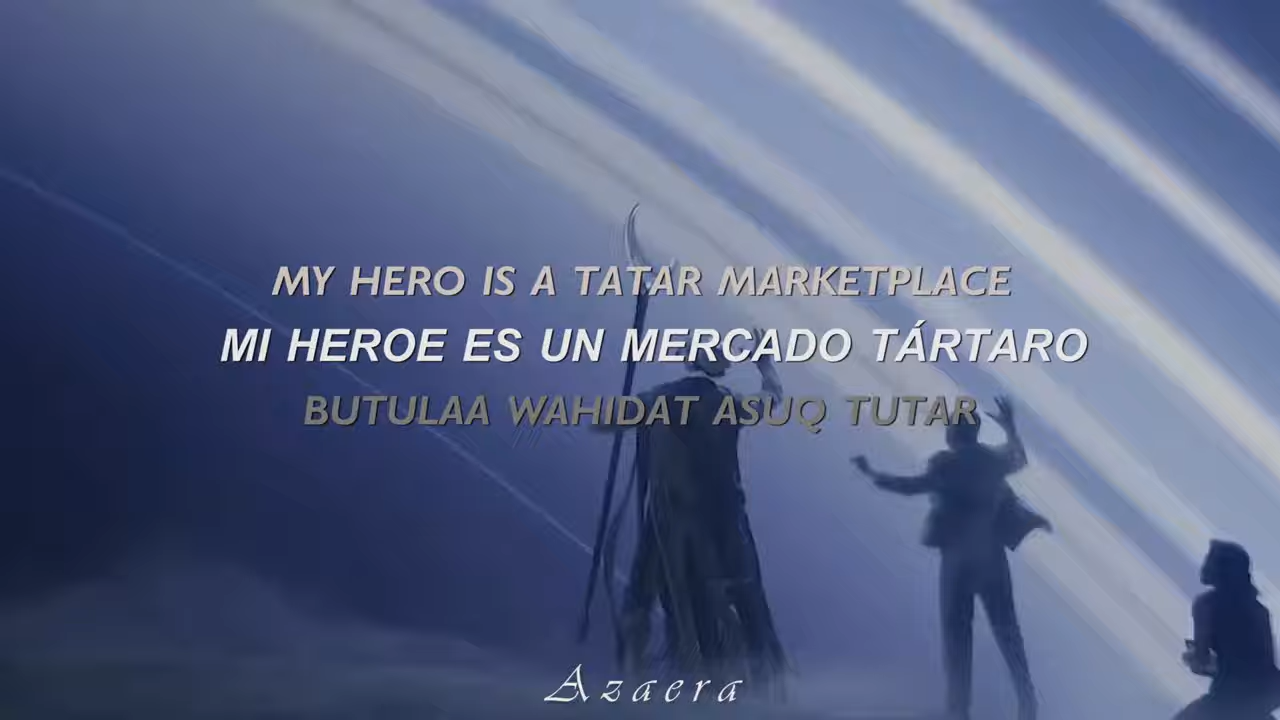 MY HERO IS A TATAR MARKETPLACE
MI HEROE ES UN MERCADO TÁRTARO
BUTULAA WAHIDAT ASUQ TUTAR
Azaera